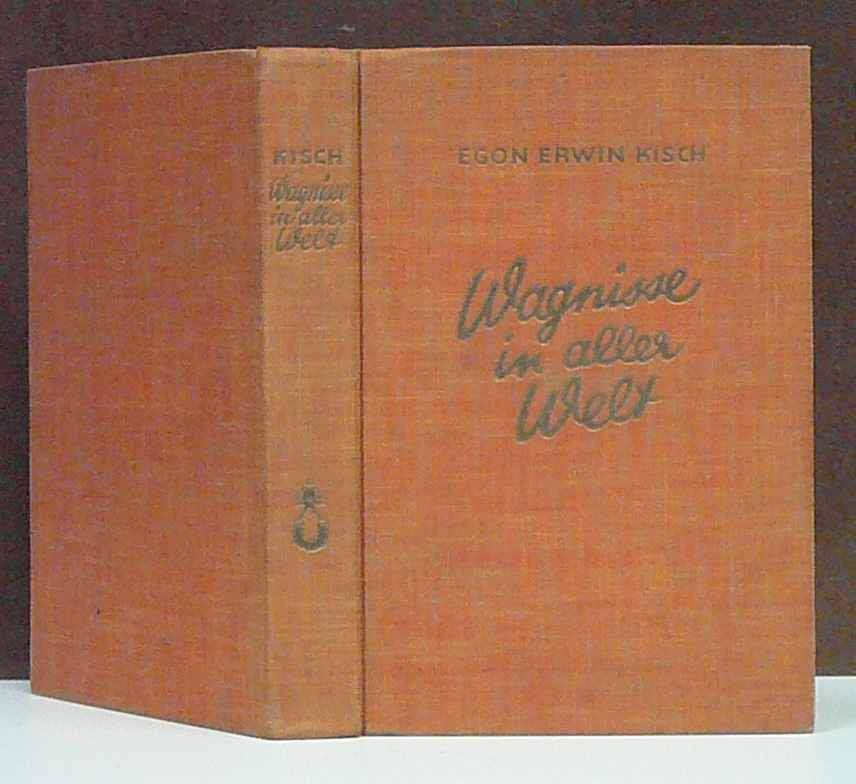 KISCH
Wagnisse
in aller
Welt
EGON ERWIN KISCH
Wagnisse
in aller
Welt